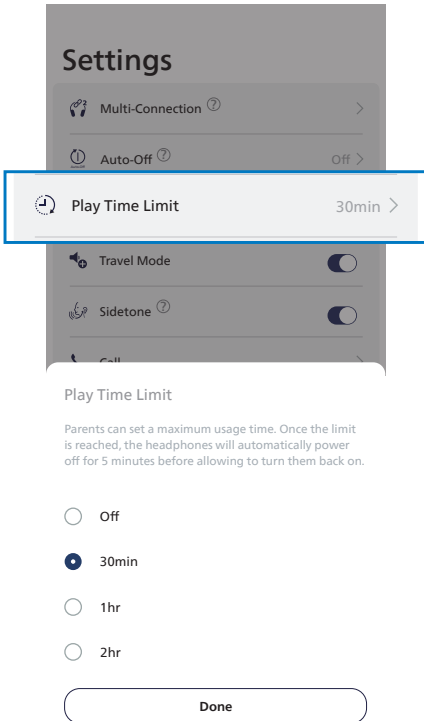 Settings
Multi-Connection ?
Auto-Off ? Off >
Play Time Limit 30min >
Travel Mode
Sidetone ?
Call
Play Time Limit
Parents can set a maximum usage time. Once the limit
is reached, the headphones will automatically power
off for 5 minutes before allowing to turn them back on.
Off
30min
1hr
2hr
Done